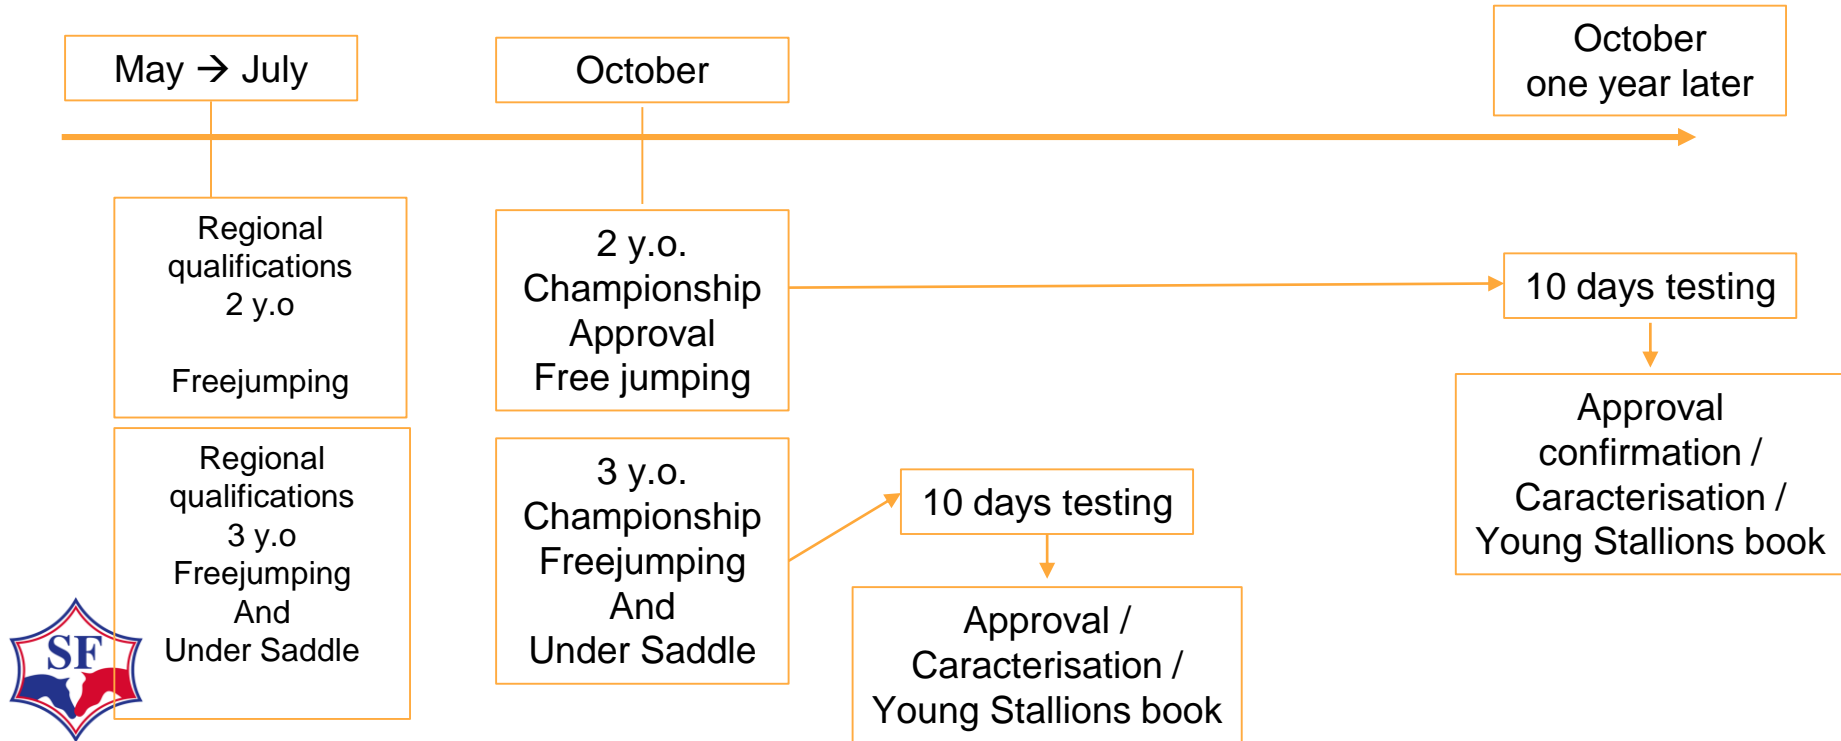 May → July
October
October
one year later
Regional
qualifications
2 y.o
Freejumping
2 y.o.
Championship
Approval
Free jumping
10 days testing
Approval
confirmation /
Caracterisation /
Young Stallions book
Regional
qualifications
3 y.o
Freejumping
And
Under Saddle
3 y.o.
Championship
Freejumping
And
Under Saddle
10 days testing
Approval /
Caracterisation /
Young Stallions book
SF